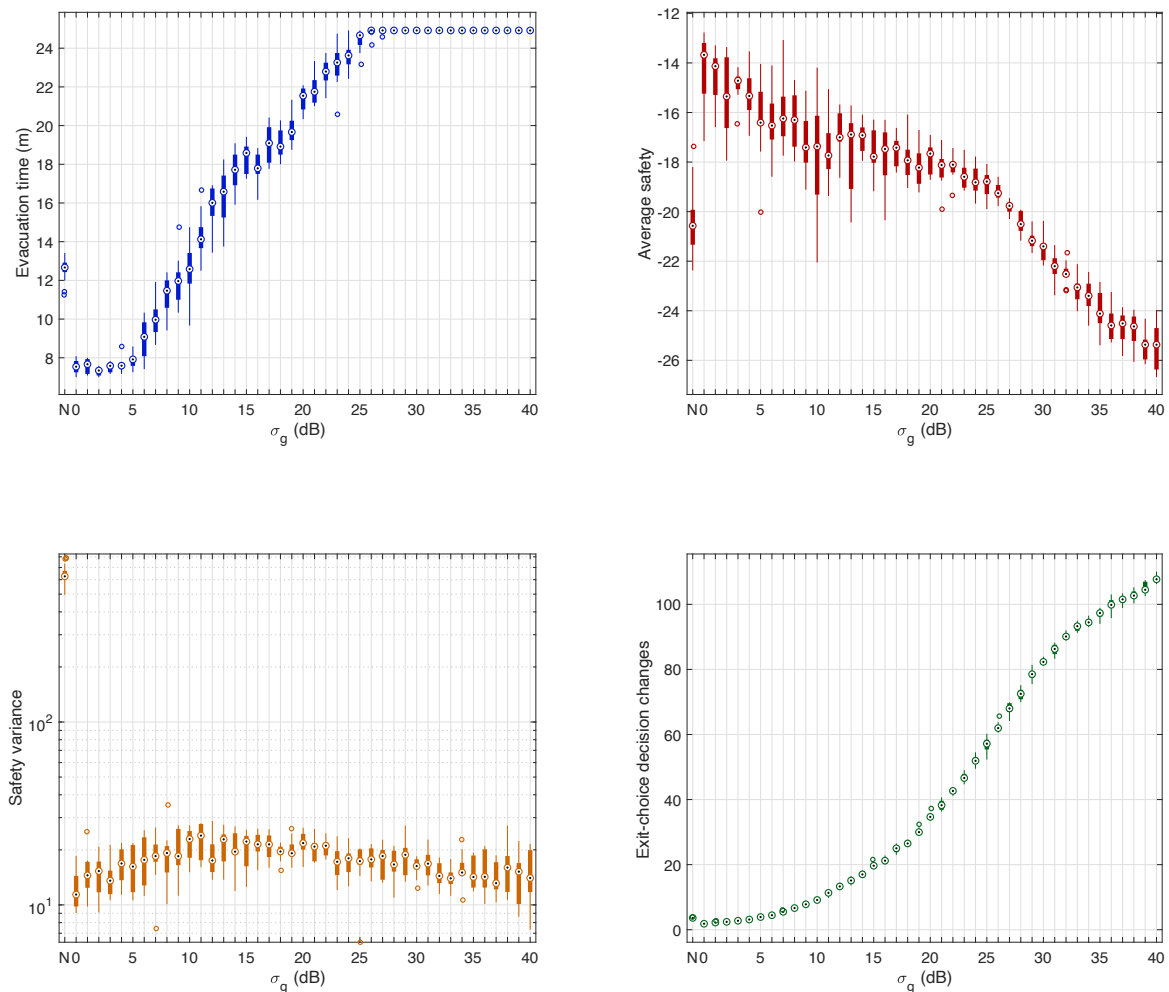 24
22
20
18
16
14
12
10
8
Evacuation time (m)
N0 5 10 15 20 25 30 35 40
σg (dB)
-12
-14
-16
-18
-20
-22
-24
-26
Average safety
N0 5 10 15 20 25 30 35 40
σg (dB)
10²
10¹
Safety variance
N0 5 10 15 20 25 30 35 40
σg (dB)
100
80
60
40
20
0
Exit-choice decision changes
N0 5 10 15 20 25 30 35 40
σg (dB)